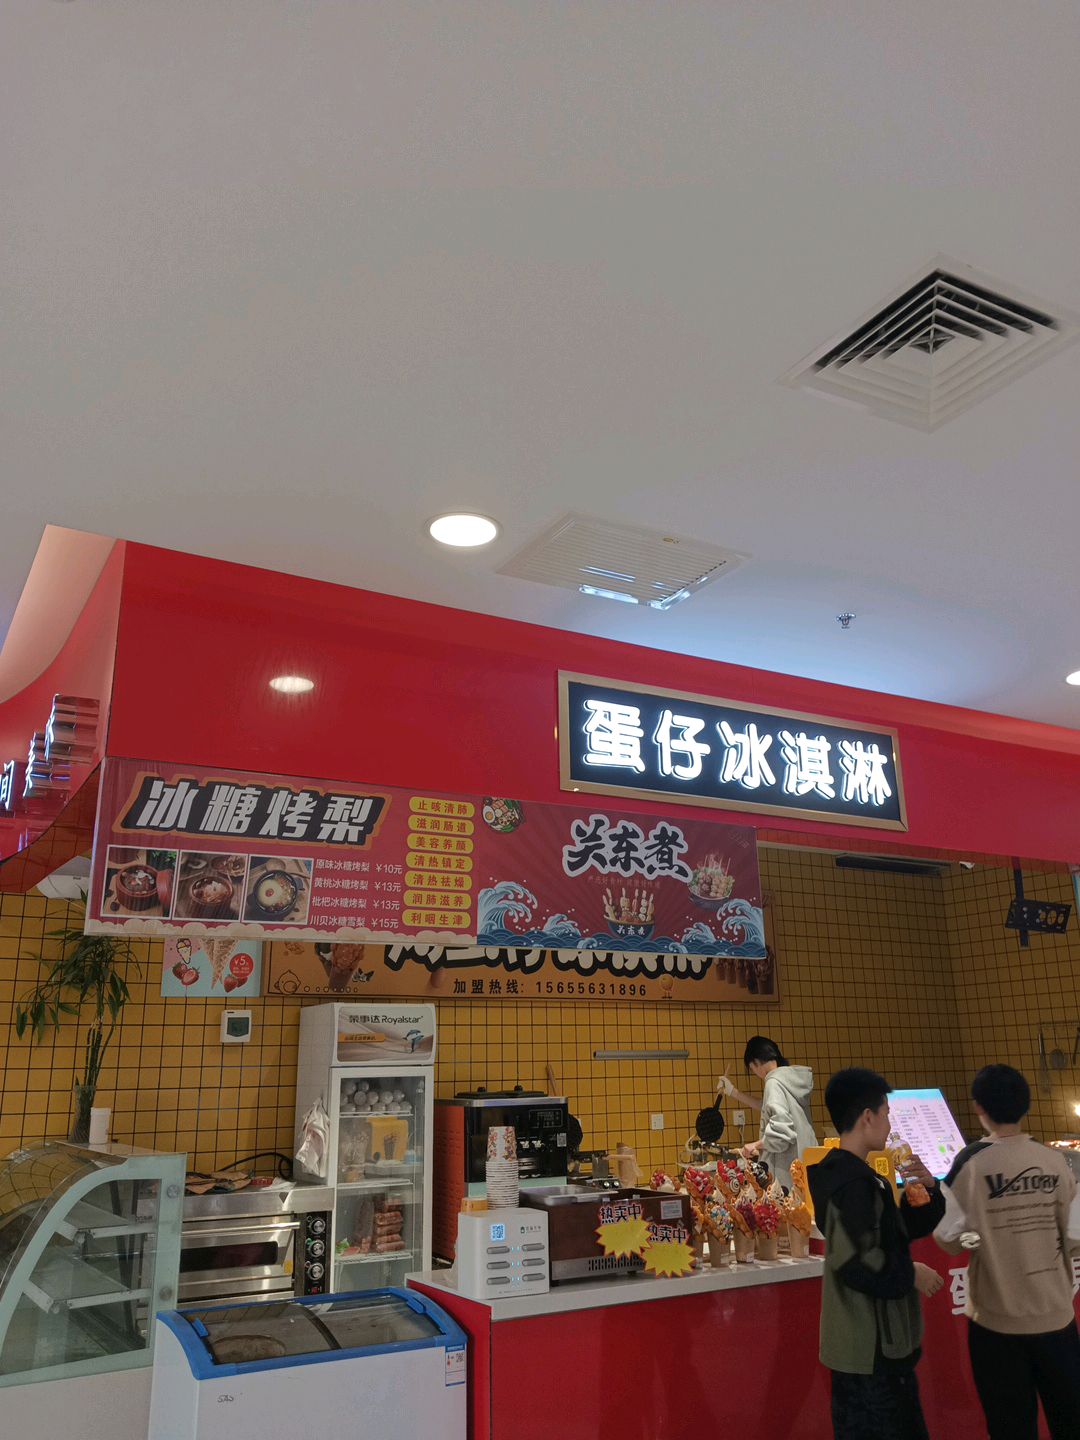 蛋仔冰淇淋
冰糖烤梨
原味冰糖烤梨 ¥10元
黄桃冰糖烤梨 ¥13元
枇杷冰糖烤梨 ¥13元
川贝冰糖雪梨 ¥15元
止咳清肺
滋润肠道
美容养颜
清热镇定
清热祛燥
润肺滋养
利咽生津
关东煮
关东煮
¥5元
加盟热线：15655631896
荣事达 Royalstar
热卖中
热卖中
VICTORY
蛋